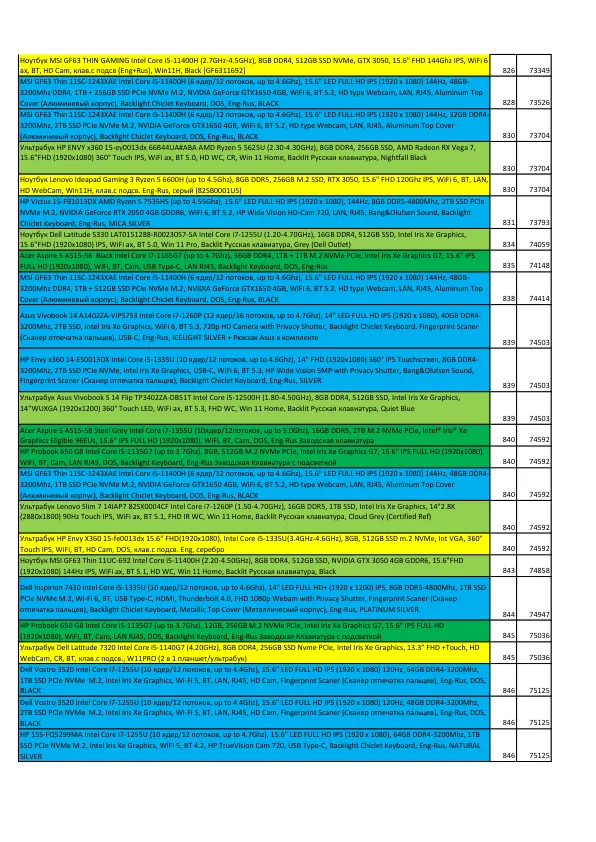 Ноутбук MSI GF63 THIN GAMING Intel Core i5-11400H (2.7GHz-4.5GHz), 8GB DDR4, 512GB SSD NVMe, GTX 3050, 15.6" FHD 144Ghz IPS, WiFi 6
ax, BT, HD Cam, клав.с подсв (Eng+Rus), Win11H, Black [GF6311692] 826 73349
MSI GF63 Thin 11SC-1243XAE Intel Core i5-11400H (6 ядер/12 потоков, up to 4.6Ghz), 15.6" LED FULL HD IPS (1920 x 1080) 144Hz, 48GB-
3200Mhz DDR4, 1TB + 256GB SSD PCIe NVMe M.2, NVIDIA GeForce GTX1650 4GB, WiFi 6, BT 5.2, HD type Webcam, LAN, RJ45, Aluminum Top
Cover (Алюминевый корпус), Backlight Chiclet Keyboard, DOS, Eng-Rus, BLACK 828 73526
MSI GF63 Thin 11SC-1243XAE Intel Core i5-11400H (6 ядер/12 потоков, up to 4.6Ghz), 15.6" LED FULL HD IPS (1920 x 1080) 144Hz, 32GB DDR4-
3200Mhz, 2TB SSD PCIe NVMe M.2, NVIDIA GeForce GTX1650 4GB, WiFi 6, BT 5.2, HD type Webcam, LAN, RJ45, Aluminum Top Cover
(Алюминевый корпус), Backlight Chiclet Keyboard, DOS, Eng-Rus, BLACK 830 73704
Ультрабук HP ENVY x360 15-ey0013dx 66B44UA#ABA AMD Ryzen 5 5625U (2.30-4.30GHz), 8GB DDR4, 256GB SSD, AMD Radeon RX Vega 7,
15.6"FHD (1920x1080) 360° Touch IPS, WiFi ax, BT 5.0, HD WC, CR, Win 11 Home, Backlit Русская клавиатура, Nightfall Black
830 73704
Ноутбук Lenovo Ideapad Gaming 3 Ryzen 5 6600H (up to 4.5GHz), 8GB DDR5, 256GB M.2 SSD, RTX 3050, 15.6" FHD 120Ghz IPS, WiFi 6, BT, LAN,
HD WebCam, Win11H, клав.с подсв. Eng-Rus, серый (82SB0001US) 830 73704
HP Victus 15-FB1013DX AMD Ryzen 5 7535HS (up to 4.55Ghz), 15.6" LED FULL HD IPS (1920 x 1080), 144Hz, 8GB DDR5-4800Mhz, 2TB SSD PCIe
NVMe M.2, NVIDIA GeForce RTX 2050 4GB GDDR6, WiFi 6, BT 5.2, HP Wide Vision HD-Cam 720, LAN, RJ45, Bang&Olufsen Sound, Backlight
Chiclet Keyboard, Eng-Rus, MICA SILVER 831 73793
Ноутбук Dell Latitude 5330 LAT0151288-R0023057-SA Intel Core i7-1255U (1.20-4.70GHz), 16GB DDR4, 512GB SSD, Intel Iris Xe Graphics,
15.6"FHD (1920x1080) IPS, WiFi ax, BT 5.0, Win 11 Pro, Backlit Русская клавиатура, Grey (Dell Outlet) 834 74059
Acer Aspire 5 A515-56 Black Intel Core i7-1165G7 (up to 4.7Ghz), 36GB DDR4, 1TB + 1TB M.2 NVMe PCIe, Intel Iris Xe Graphics G7, 15.6" IPS
FULL HD (1920x1080), WiFi, BT, Cam, USB Type-C, LAN RJ45, Backlight Keyboard, DOS, Eng-Rus 835 74148
MSI GF63 Thin 11SC-1243XAE Intel Core i5-11400H (6 ядер/12 потоков, up to 4.6Ghz), 15.6" LED FULL HD IPS (1920 x 1080) 144Hz, 48GB-
3200Mhz DDR4, 1TB + 512GB SSD PCIe NVMe M.2, NVIDIA GeForce GTX1650 4GB, WiFi 6, BT 5.2, HD type Webcam, LAN, RJ45, Aluminum Top
Cover (Алюминевый корпус), Backlight Chiclet Keyboard, DOS, Eng-Rus, BLACK 838 74414
Asus Vivobook 14 A1402ZA-VIPS753 Intel Core i7-1260P (12 ядер/16 потоков, up to 4.7Ghz), 14" LED FULL HD IPS (1920 x 1080), 40GB DDR4-
3200Mhz, 2TB SSD, Intel Iris Xe Graphics, WiFi 6, BT 5.3, 720p HD Camera with Privacy Shutter, Backlight Chiclet Keyboard, Fingerprint Scaner
(Сканер отпечатка пальцев), USB-C, Eng-Rus, ICELIGHT SILVER + Рюкзак Asus в комплекте
839 74503
HP Envy x360 14-ES0013DX Intel Core i5-1335U (10 ядер/12потоков, up to 4.6Ghz), 14" FHD (1920x1080) 360° IPS Touchscreen, 8GB DDR4-
3200Mhz, 2TB SSD PCIe NVMe, Intel Iris Xe Graphics, USB-C, WiFi 6, BT 5.3, HP Wide Vision 5MP with Privacy Shutter, Bang&Olufsen Sound,
Fingerprint Scaner (Сканер отпечатка пальцев), Backlight Chiclet Keyboard, Eng-Rus, SILVER
839 74503
Ультрабук Asus Vivobook S 14 Flip TP3402ZA-DB51T Intel Core i5-12500H (1.80-4.50GHz), 8GB DDR4, 512GB SSD, Intel Iris Xe Graphics,
14"WUXGA (1920x1200) 360° Touch LED, WiFi ax, BT 5.3, FHD WC, Win 11 Home, Backlit Русская клавиатура, Quiet Blue
839 74503
Acer Aspire 5 A515-58 Steel Grey Intel Core i7-1355U (10ядер/12потоков,up to 5.0Ghz), 16GB DDR5, 2TB M.2 NVMe PCIe, Intel® Iris® Xe
Graphics Eligible 96EUs, 15.6" IPS FULL HD (1920x1080), WiFi, BT, Cam, DOS, Eng-Rus Заводская клавиатура 840 74592
HP Probook 650 G8 Intel Core i5-1135G7 (up to 3.7Ghz), 8GB, 512GB M.2 NVMe PCIe, Intel Iris Xe Graphics G7, 15.6" IPS FULL HD (1920x1080),
WiFi, BT, Cam, LAN RJ45, DOS, Eng-Rus Заводская Клавиатура с подсветкой 840 74592
MSI GF63 Thin 11SC-1243XAE Intel Core i5-11400H (6 ядер/12 потоков, up to 4.6Ghz), 15.6" LED FULL HD IPS (1920 x 1080) 144Hz, 48GB DDR4-
3200Mhz, 1TB SSD PCIe NVMe M.2, NVIDIA GeForce GTX1650 4GB, WiFi 6, BT 5.2, HD type Webcam, LAN, RJ45, Aluminum Top Cover
(Алюминевый корпус), Backlight Chiclet Keyboard, DOS, Eng-Rus, BLACK 840 74592
Ультрабук Lenovo Slim 7 14IAP7 82SX0004CF Intel Core i7-1260P (1.50-4.70GHz), 16GB DDR5, 1TB SSD, Intel Iris Xe Graphics, 14"2.8K
(2880x1800) 90Hz Touch IPS, WiFi ax, BT 5.1, FHD IR WC, Win 11 Home, Backlit Русская клавиатура, Cloud Grey (Certified Ref)
840 74592
Ультрабук HP Envy X360 15-fe0013dx 15.6" FHD(1920x1080), Intel Core i5-1335U(3.4GHz-4.6GHz), 8GB, 512GB SSD m.2 NVMe, Int VGA, 360°
Touch IPS, WiFi 6, BT, HD Cam, DOS, клав.с подсв. Eng, серебро 840 74592
Ноутбук MSI GF63 Thin 11UC-692 Intel Core i5-11400H (2.20-4.50GHz), 8GB DDR4, 512GB SSD, NVIDIA GTX 3050 4GB GDDR6, 15.6"FHD
(1920x1080) 144Hz IPS, WiFi ax, BT 5.1, HD WC, Win 11 Home, Backlit Русская клавиатура, Black 843 74858
Dell Inspirion 7430 Intel Core i5-1335U (10 ядер/12 потоков, up to 4.6Ghz), 14" LED FULL HD+ (1920 x 1200) IPS, 8GB DDR5-4800Mhz, 1TB SSD
PCIe NVMe M.2, Wi-Fi 6, BT, USB Type-C, HDMI, Thunderbolt 4.0, FHD 1080p Webam with Privacy Shutter, Fingerprint Scaner (Сканер
отпечатка пальцев), Backlight Chiclet Keyboard, Metallic Top Cover (Металлический корпус), Eng-Rus, PLATINUM SILVER.
844 74947
HP Probook 650 G8 Intel Core i5-1135G7 (up to 3.7Ghz), 12GB, 256GB M.2 NVMe PCIe, Intel Iris Xe Graphics G7, 15.6" IPS FULL HD
(1920x1080), WiFi, BT, Cam, LAN RJ45, DOS, Eng-Rus Заводская Клавиатура с подсветкой 845 75036
Ультрабук Dell Latitude 7320 Intel Core i5-1140G7 (4.20GHz), 8GB DDR4, 256GB SSD Nvme PCIe, Intel Iris Xe Graphics, 13.3" FHD +Touch, HD
WebCam, CR, BT, клав.с подсв., W11PRO (2 в 1 планшет/ультрабук) 845 75036
Dell Vostro 3520 Intel Core i7-1255U (10 ядер/12 потоков, up to 4.4Ghz), 15.6" LED FULL HD IPS (1920 x 1080) 120Hz, 64GB DDR4-3200Mhz,
1TB SSD PCIe NVMe M.2, Intel Iris Xe Graphics, Wi-Fi 5, BT, LAN, RJ45, HD Cam, Fingerprint Scaner (Сканер отпечатка пальцев), Eng-Rus, DOS,
BLACK 846 75125
Dell Vostro 3520 Intel Core i7-1255U (10 ядер/12 потоков, up to 4.4Ghz), 15.6" LED FULL HD IPS (1920 x 1080) 120Hz, 48GB DDR4-3200Mhz,
2TB SSD PCIe NVMe M.2, Intel Iris Xe Graphics, Wi-Fi 5, BT, LAN, RJ45, HD Cam, Fingerprint Scaner (Сканер отпечатка пальцев), Eng-Rus, DOS,
BLACK 846 75125
HP 15S-FQ5299NIA Intel Core i7-1255U (10 ядер/12 потоков, up to 4.7Ghz), 15.6" LED FULL HD IPS (1920 x 1080), 64GB DDR4-3200Mhz, 1TB
SSD PCIe NVMe M.2, Intel Iris Xe Graphics, WiFi 5, BT 4.2, HP TrueVision Cam 720, USB Type-C, Backlight Chiclet Keyboard, Eng-Rus, NATURAL
SILVER 846 75125